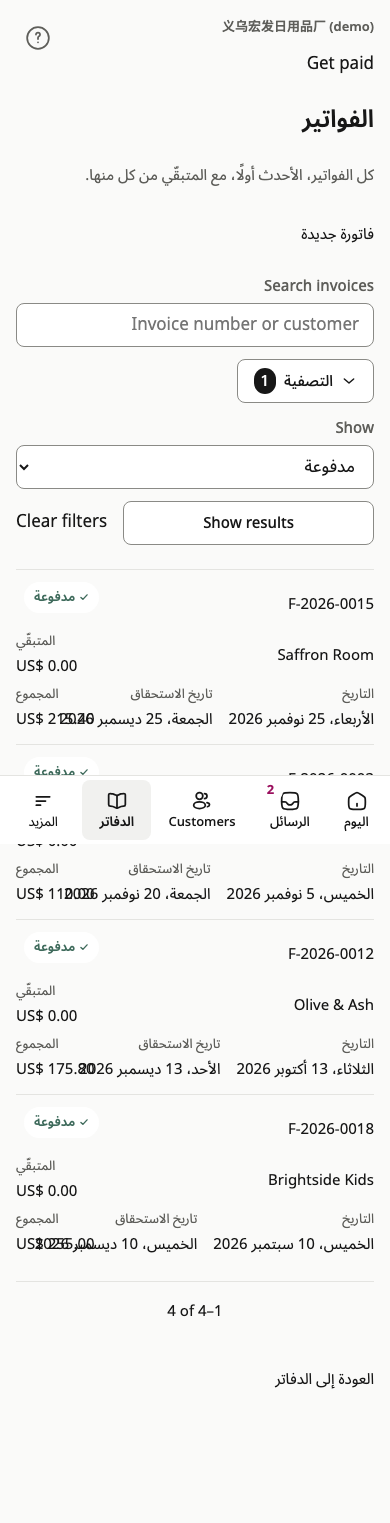 义乌宏发日用品厂 (demo)
Get paid
الفواتير
كل الفواتير، الأحدث أولًا، مع المتبقّي من كل منها.
فاتورة جديدة
Search invoices
Invoice number or customer
التصفية 1
Show
مدفوعة
Show results
Clear filters
F-2026-0015
مدفوعة
Saffron Room
المتبقّي
US$ 0.00
التاريخ
الأربعاء، 25 نوفمبر 2026
تاريخ الاستحقاق
الجمعة، 25 ديسمبر 2026
المجموع
مدفوعة
اليوم
الرسائل 2
Customers
الدفاتر
المزيد
التاريخ
الخميس، 5 نوفمبر 2026
تاريخ الاستحقاق
الجمعة، 20 نوفمبر 2026
المجموع
F-2026-0012
مدفوعة
Olive & Ash
المتبقّي
US$ 0.00
التاريخ
الثلاثاء، 13 أكتوبر 2026
تاريخ الاستحقاق
الأحد، 13 ديسمبر 2026
المجموع
F-2026-0018
مدفوعة
Brightside Kids
المتبقّي
US$ 0.00
التاريخ
الخميس، 10 سبتمبر 2026
تاريخ الاستحقاق
الخميس، 10 ديسمبر 2026
المجموع
1–4 of 4
العودة إلى الدفاتر